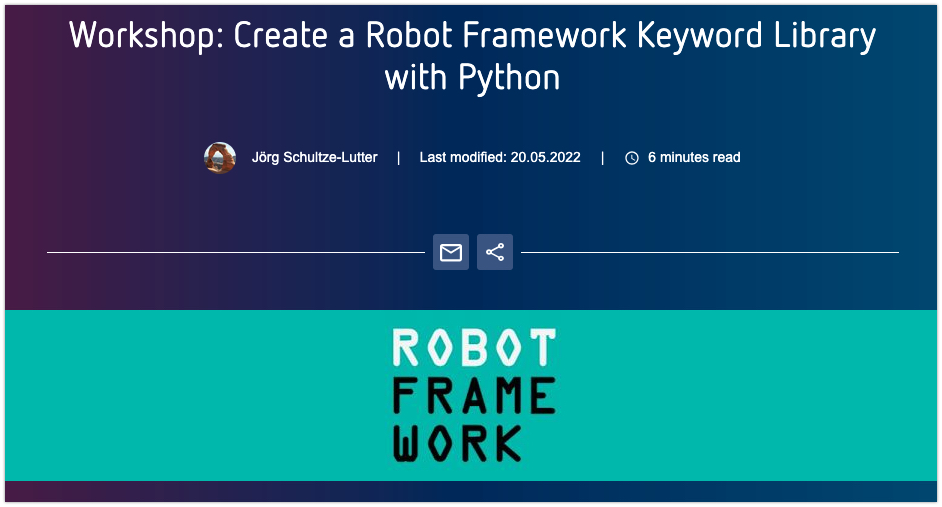 Workshop: Create a Robot Framework Keyword Library
with Python
Jörg Schultze-Lutter | Last modified: 20.05.2022 | 6 minutes read
ROBOT
FRAME
WORK